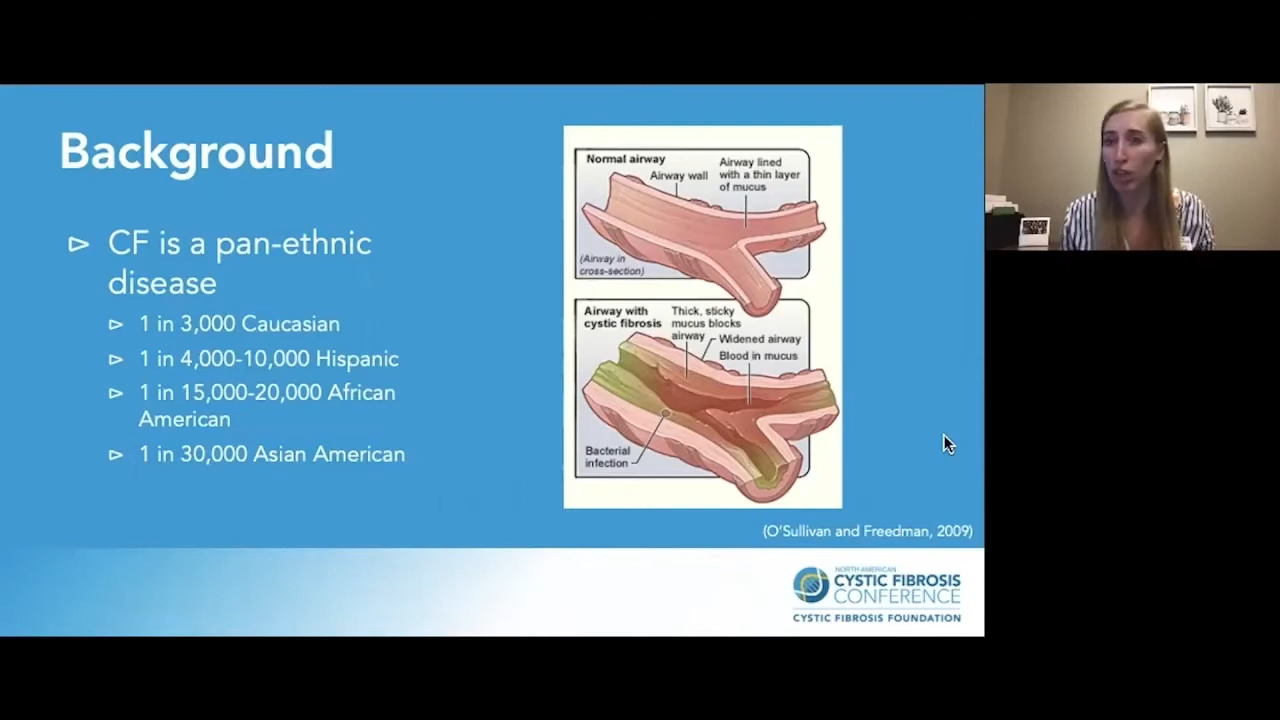 Background
CF is a pan-ethnic
disease
1 in 3,000 Caucasian
1 in 4,000-10,000 Hispanic
1 in 15,000-20,000 African
American
1 in 30,000 Asian American
Normal airway
Airway wall
Airway lined
with a thin layer
of mucus
(Airway in
cross-section)
Airway with
cystic fibrosis
Thick, sticky
mucus blocks
airway
Widened airway
Blood in mucus
Bacterial
infection
(O'Sullivan and Freedman, 2009)
NORTH AMERICAN
CYSTIC FIBROSIS
CONFERENCE
CYSTIC FIBROSIS FOUNDATION